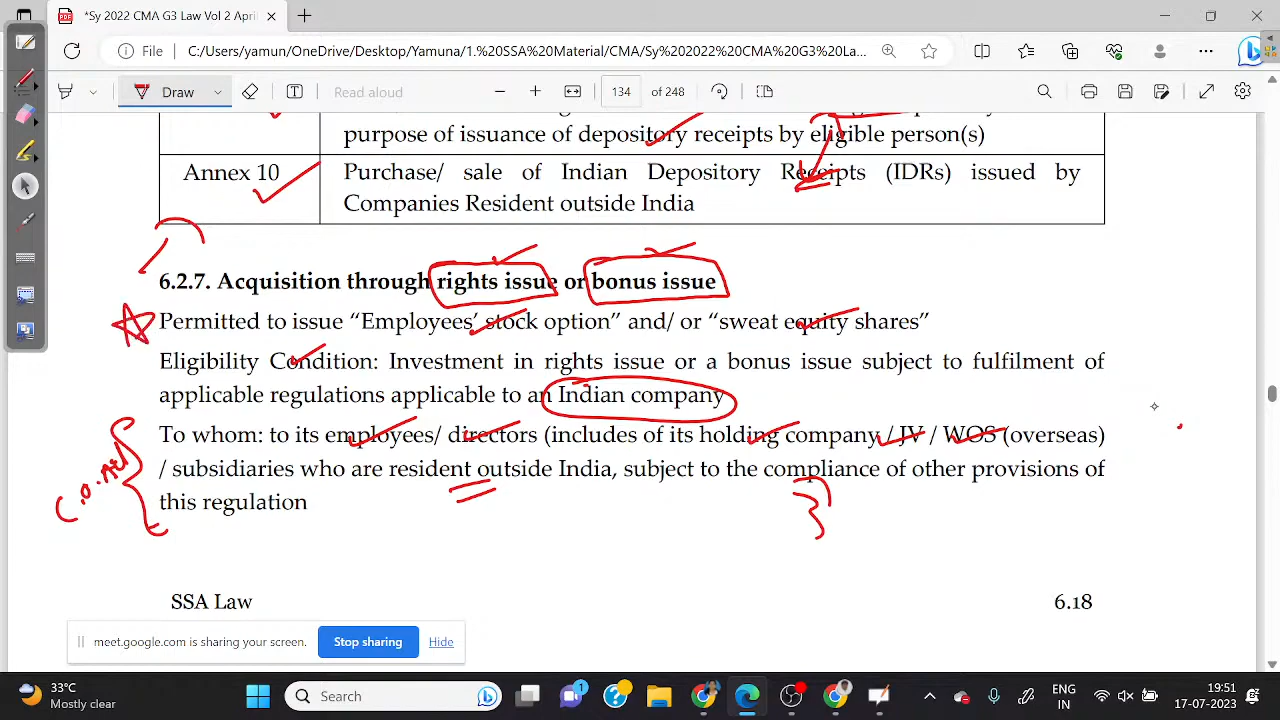 *Sy 2022 CMA G3 Law Vol 2 April
File
C:/Users/yamun/OneDrive/Desktop/Yamuna/1.%20SSA%20Material/CMA/Sy%202022%20CMA%20G3%20La...
Draw
Read aloud
134 of 248
purpose of issuance of depository receipts by eligible person(s)
Annex 10
Purchase/ sale of Indian Depository Receipts (IDRs) issued by
Companies Resident outside India
6.2.7. Acquisition through rights issue or bonus issue
Permitted to issue “Employees’ stock option” and/ or “sweat equity shares”
Eligibility Condition: Investment in rights issue or a bonus issue subject to fulfilment of
applicable regulations applicable to an Indian company
To whom: to its employees/ directors (includes of its holding company / JV / WOS (overseas)
/ subsidiaries who are resident outside India, subject to the compliance of other provisions of
this regulation
SSA Law
6.18
meet.google.com is sharing your screen.
Stop sharing
Hide
33°C
Mostly clear
Search
1
ENG
IN
19:51
17-07-2023